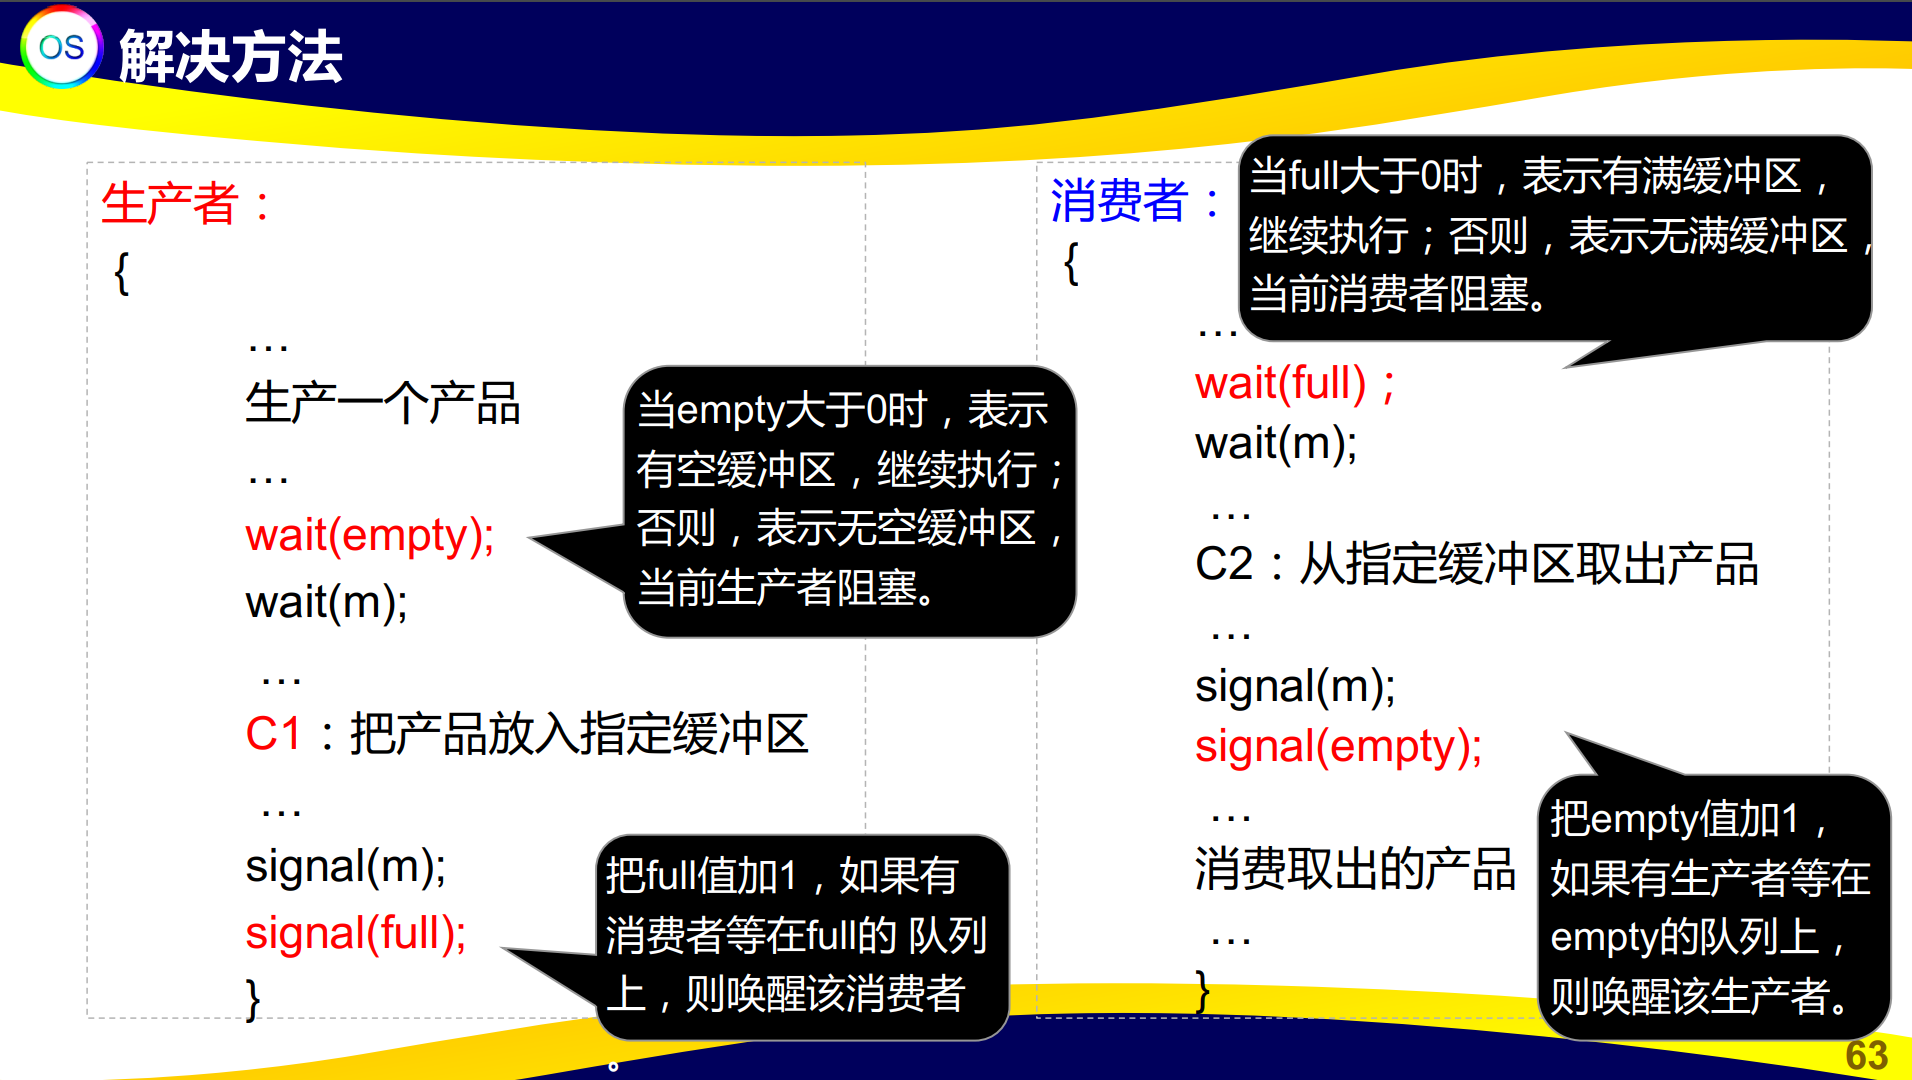 OS 解决方法
生产者：
{
…
生产一个产品
…
wait(empty);
wait(m);
…
C1：把产品放入指定缓冲区
…
signal(m);
signal(full);
}
当empty大于0时，表示
有空缓冲区，继续执行；
否则，表示无空缓冲区，
当前生产者阻塞。
把full值加1，如果有
消费者等在full的 队列
上，则唤醒该消费者
。
消费者：
{
…
wait(full)；
wait(m);
…
C2：从指定缓冲区取出产品
…
signal(m);
signal(empty);
…
消费取出的产品
…
}
当full大于0时，表示有满缓冲区，
继续执行；否则，表示无满缓冲区，
当前消费者阻塞。
把empty值加1，
如果有生产者等在
empty的队列上，
则唤醒该生产者。
63